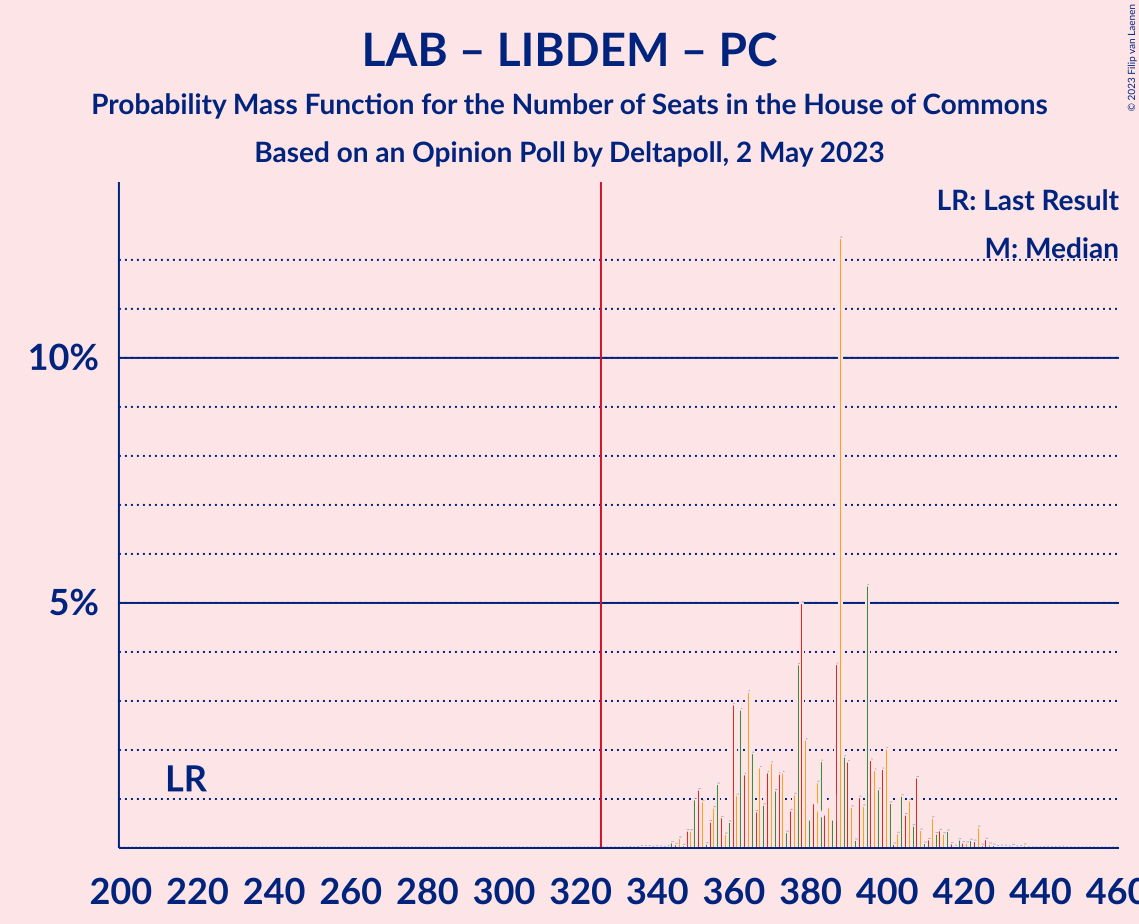 © 2023 Filip van Laenen
LAB – LIBDEM – PC
Probability Mass Function for the Number of Seats in the House of Commons
Based on an Opinion Poll by Deltapoll, 2 May 2023
LR: Last Result
M: Median
10%
5%
LR
200 220 240 260 280 300 320 340 360 380 400 420 440 460